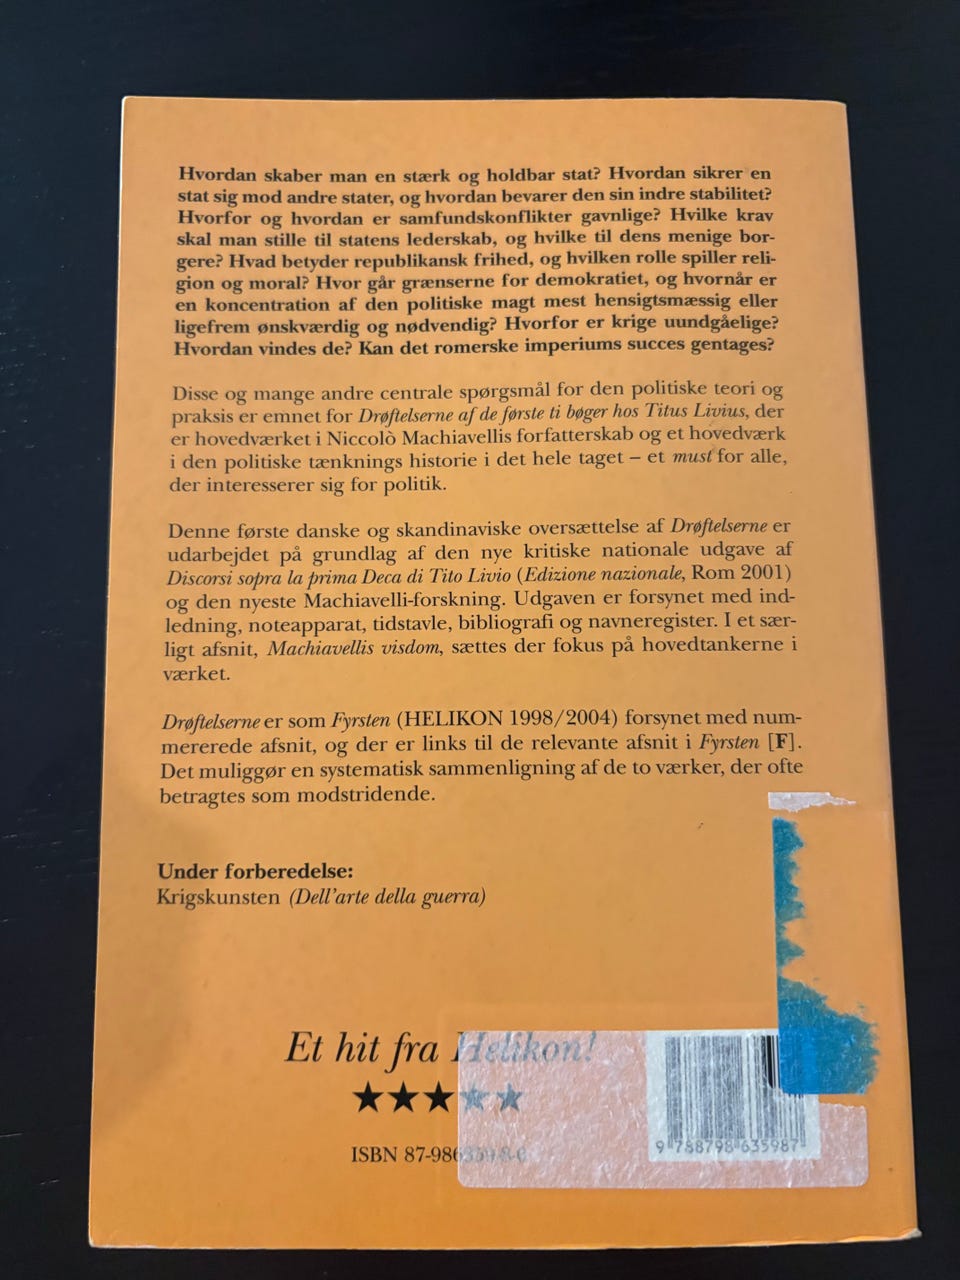 Hvordan skaber man en stærk og holdbar stat? Hvordan sikrer en
stat sig mod andre stater, og hvordan bevarer den sin indre stabilitet?
Hvorfor og hvordan er samfundskonflikter gavnlige? Hvilke krav
skal man stille til statens lederskab, og hvilke til dens menige bor-
gere? Hvad betyder republikansk frihed, og hvilken rolle spiller reli-
gion og moral? Hvor går grænserne for demokratiet, og hvornår er
en koncentration af den politiske magt mest hensigtsmæssig eller
ligefrem ønskværdig og nødvendig? Hvorfor er krige uundgåelige?
Hvordan vindes de? Kan det romerske imperiums succes gentages?
Disse og mange andre centrale spørgsmål for den politiske teori og
praksis er emnet for Drøftelserne af de første ti bøger hos Titus Livius, der
er hovedværket i Niccolò Machiavellis forfatterskab og et hovedværk
i den politiske tænknings historie i det hele taget – et must for alle,
der interesserer sig for politik.
Denne første danske og skandinaviske oversættelse af Drøftelserne er
udarbejdet på grundlag af den nye kritiske nationale udgave af
Discorsi sopra la prima Deca di Tito Livio (Edizione nazionale, Rom 2001)
og den nyeste Machiavelli-forskning. Udgaven er forsynet med ind-
ledning, noteapparat, tidstavle, bibliografi og navneregister. I et sær-
ligt afsnit, Machiavellis visdom, sættes der fokus på hovedtankerne i
værket.
Drøftelserne er som Fyrsten (HELIKON 1998/2004) forsynet med num-
mererede afsnit, og der er links til de relevante afsnit i Fyrsten [F].
Det muliggør en systematisk sammenligning af de to værker, der ofte
betragtes som modstridende.
Under forberedelse:
Krigskunsten (Dell'arte della guerra)
Et hit fra Helikon!
★★★★★
ISBN 87-986359-8-0
9 788798 635987